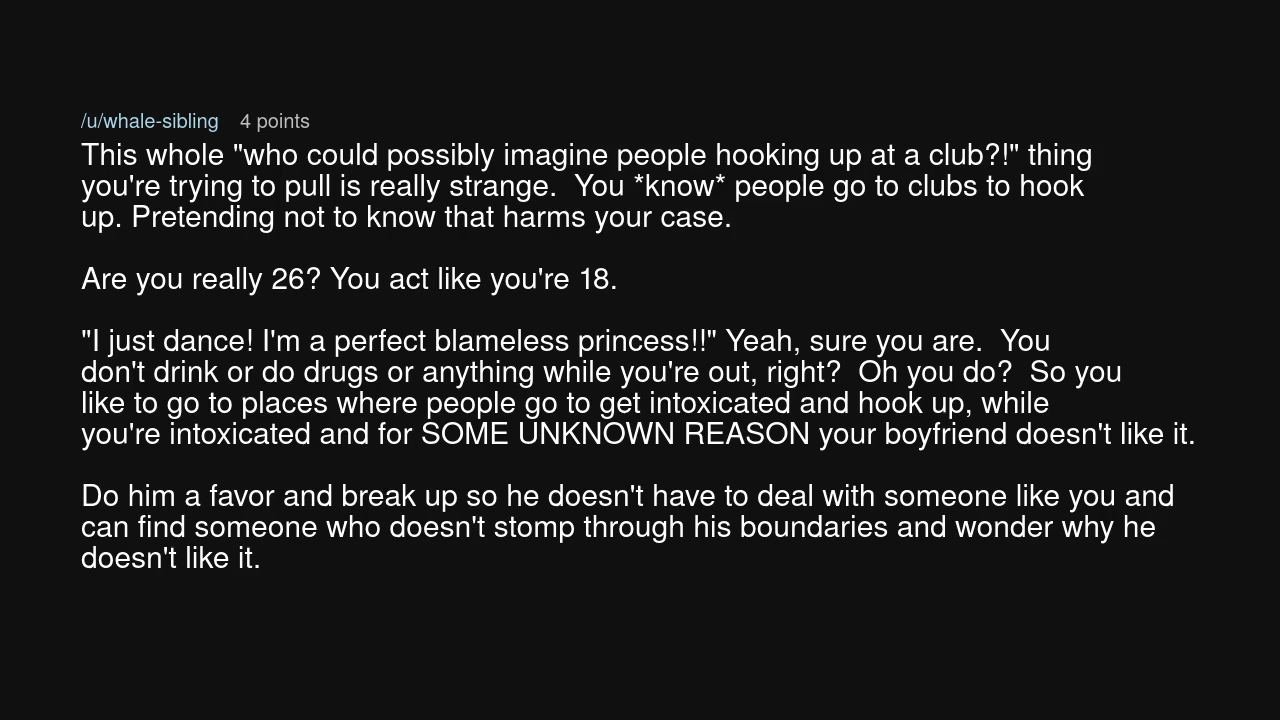 /u/whale-sibling 4 points
This whole "who could possibly imagine people hooking up at a club?!" thing
you're trying to pull is really strange.  You *know* people go to clubs to hook
up. Pretending not to know that harms your case.
Are you really 26? You act like you're 18.
"I just dance! I'm a perfect blameless princess!!" Yeah, sure you are.  You
don't drink or do drugs or anything while you're out, right?  Oh you do?  So you
like to go to places where people go to get intoxicated and hook up, while
you're intoxicated and for SOME UNKNOWN REASON your boyfriend doesn't like it.
Do him a favor and break up so he doesn't have to deal with someone like you and
can find someone who doesn't stomp through his boundaries and wonder why he
doesn't like it.